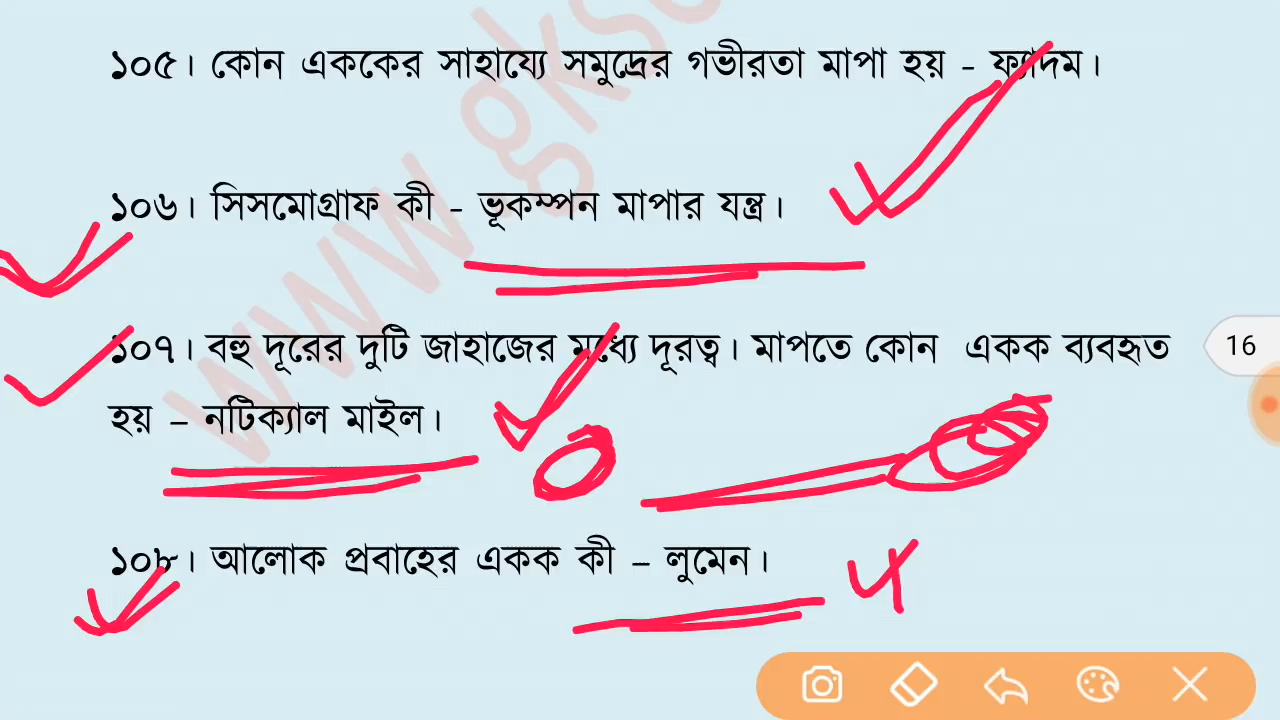 ১০৫। কোন এককের সাহায্যে সমুদ্রের গভীরতা মাপা হয় - ফ্যাদম।
১০৬। সিসমোগ্রাফ কী - ভূকম্পন মাপার যন্ত্র।
১০৭। বহু দূরের দুটি জাহাজের মধ্যে দূরত্ব। মাপতে কোন একক ব্যবহৃত
হয় – নটিক্যাল মাইল।
16
১০৮। আলোক প্রবাহের একক কী – লুমেন।